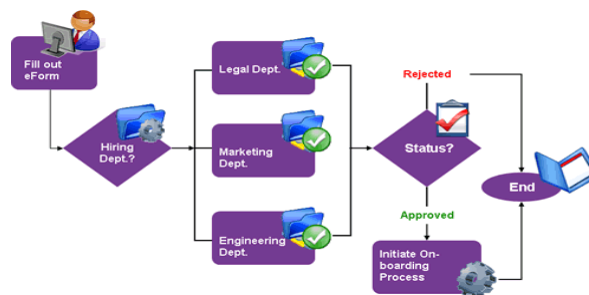 Fill out
eForm
Hiring
Dept.?
Legal Dept.
Marketing
Dept.
Engineering
Dept.
Rejected
Status?
Approved
Initiate On-
boarding
Process
End